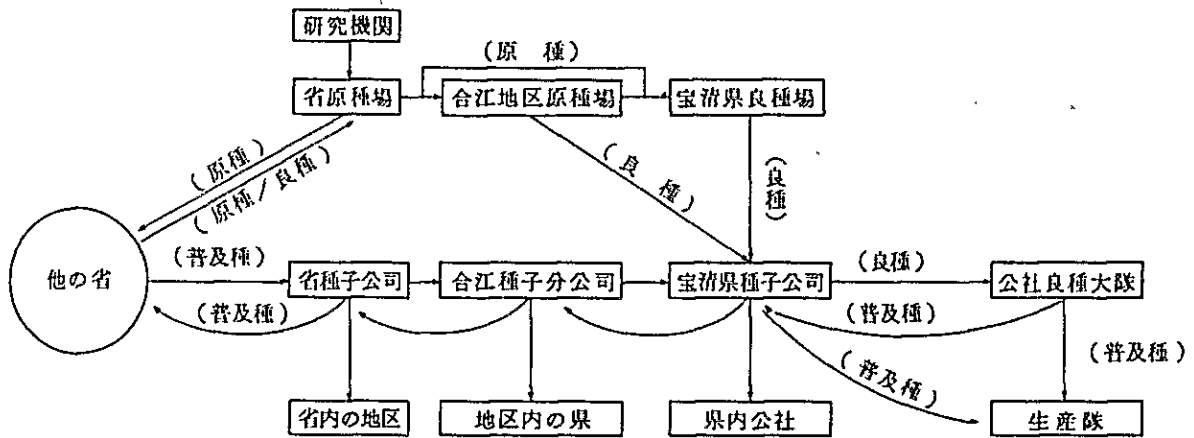 研究機関
(原 種)
省原種場
合江地区原種場
宝清県良種場
(原種)
(原種/良種)
(良 種)
(良種)
他の省
(普及種)
省種子公司
合江種子分公司
宝清県種子公司
(良種)
公社良種大隊
(普及種)
(普及種)
(普及種)
(普及種)
省内の地区
地区内の県
県内公社
生産隊